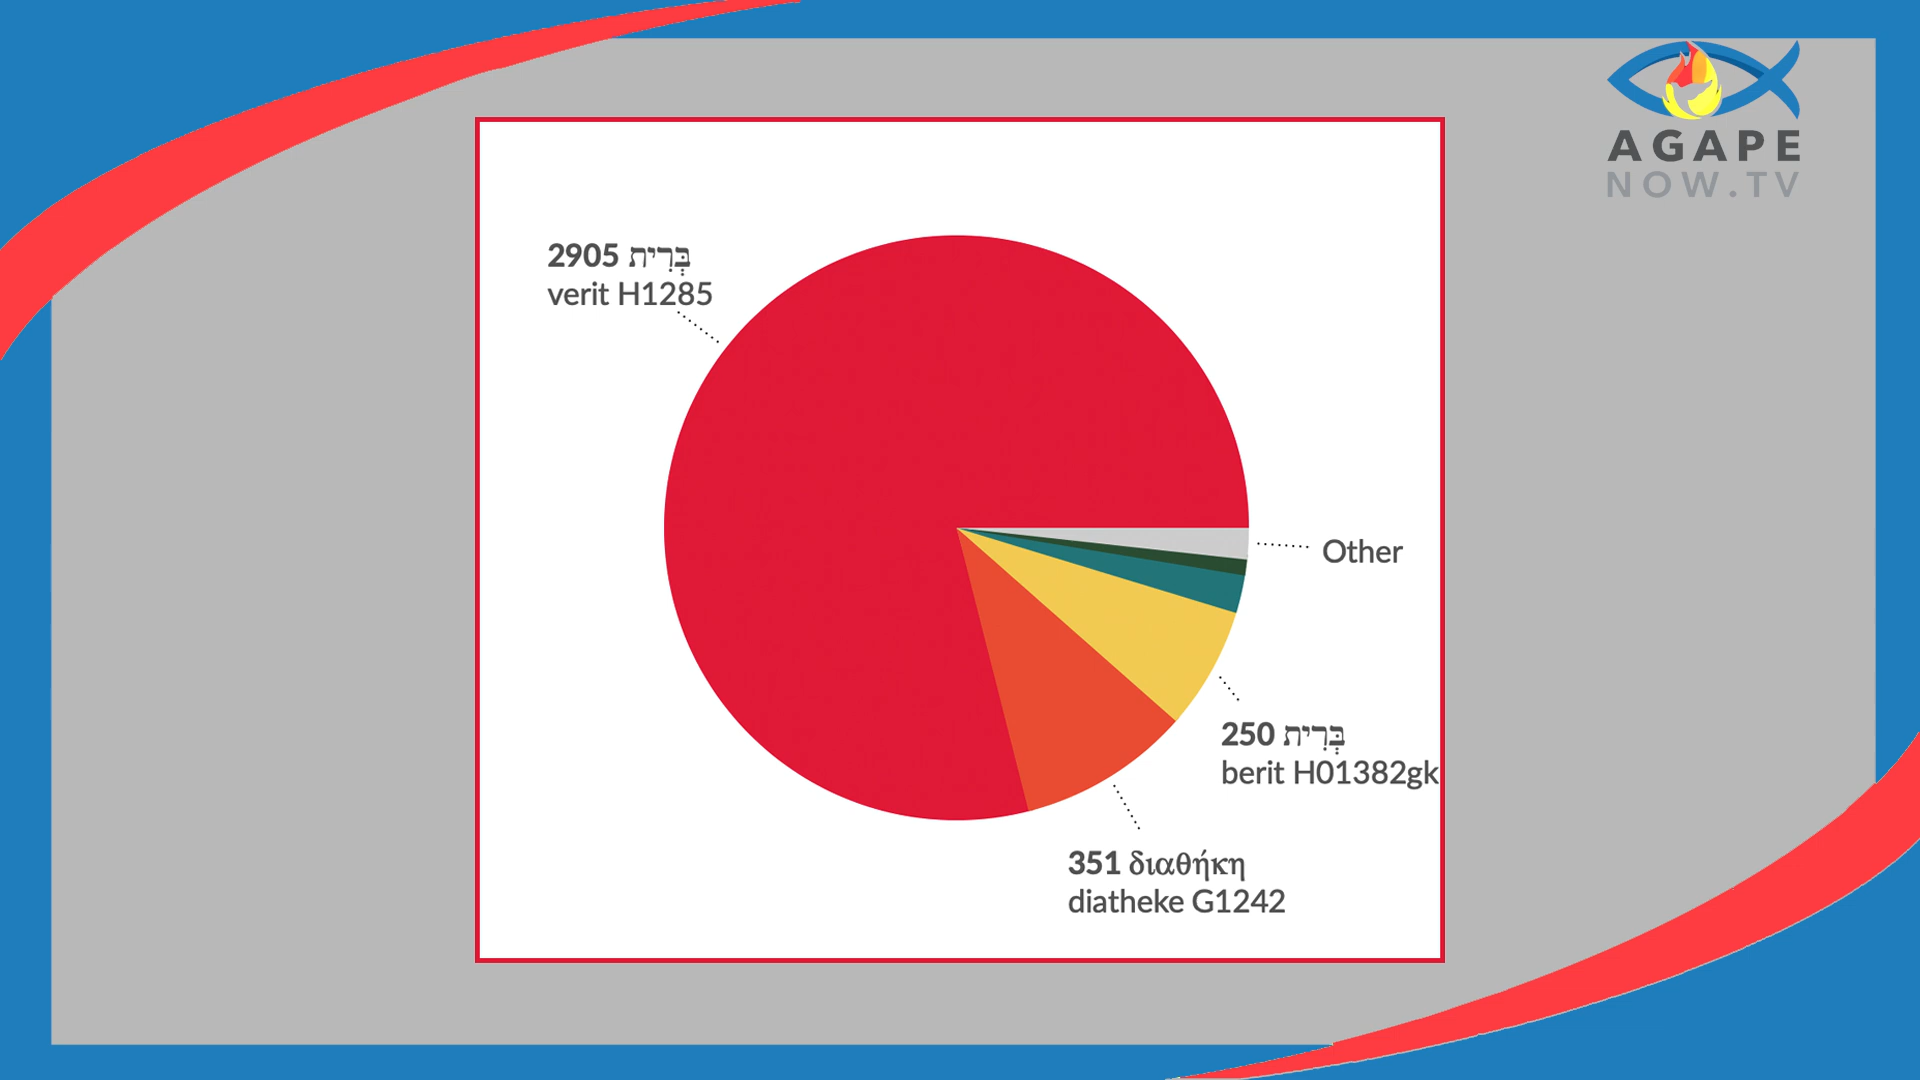 AGAPE
NOW.TV
2905 בְּרִית
verit H1285
Other
250 בְּרִית
berit H01382gk
351 διαθήκη
diatheke G1242